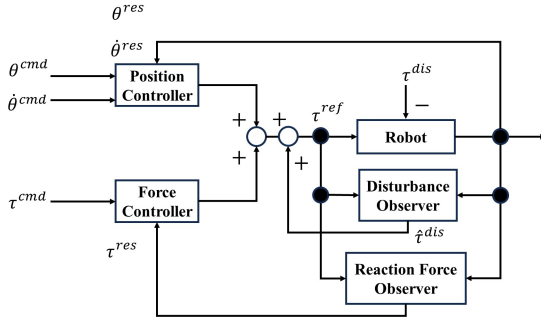 θ^res
θ̇^res
θ^cmd
θ̇^cmd
Position
Controller
τ^dis
−
τ^ref
+
+
+
+
Robot
τ^cmd
Force
Controller
Disturbance
Observer
τ̂^dis
τ^res
Reaction Force
Observer